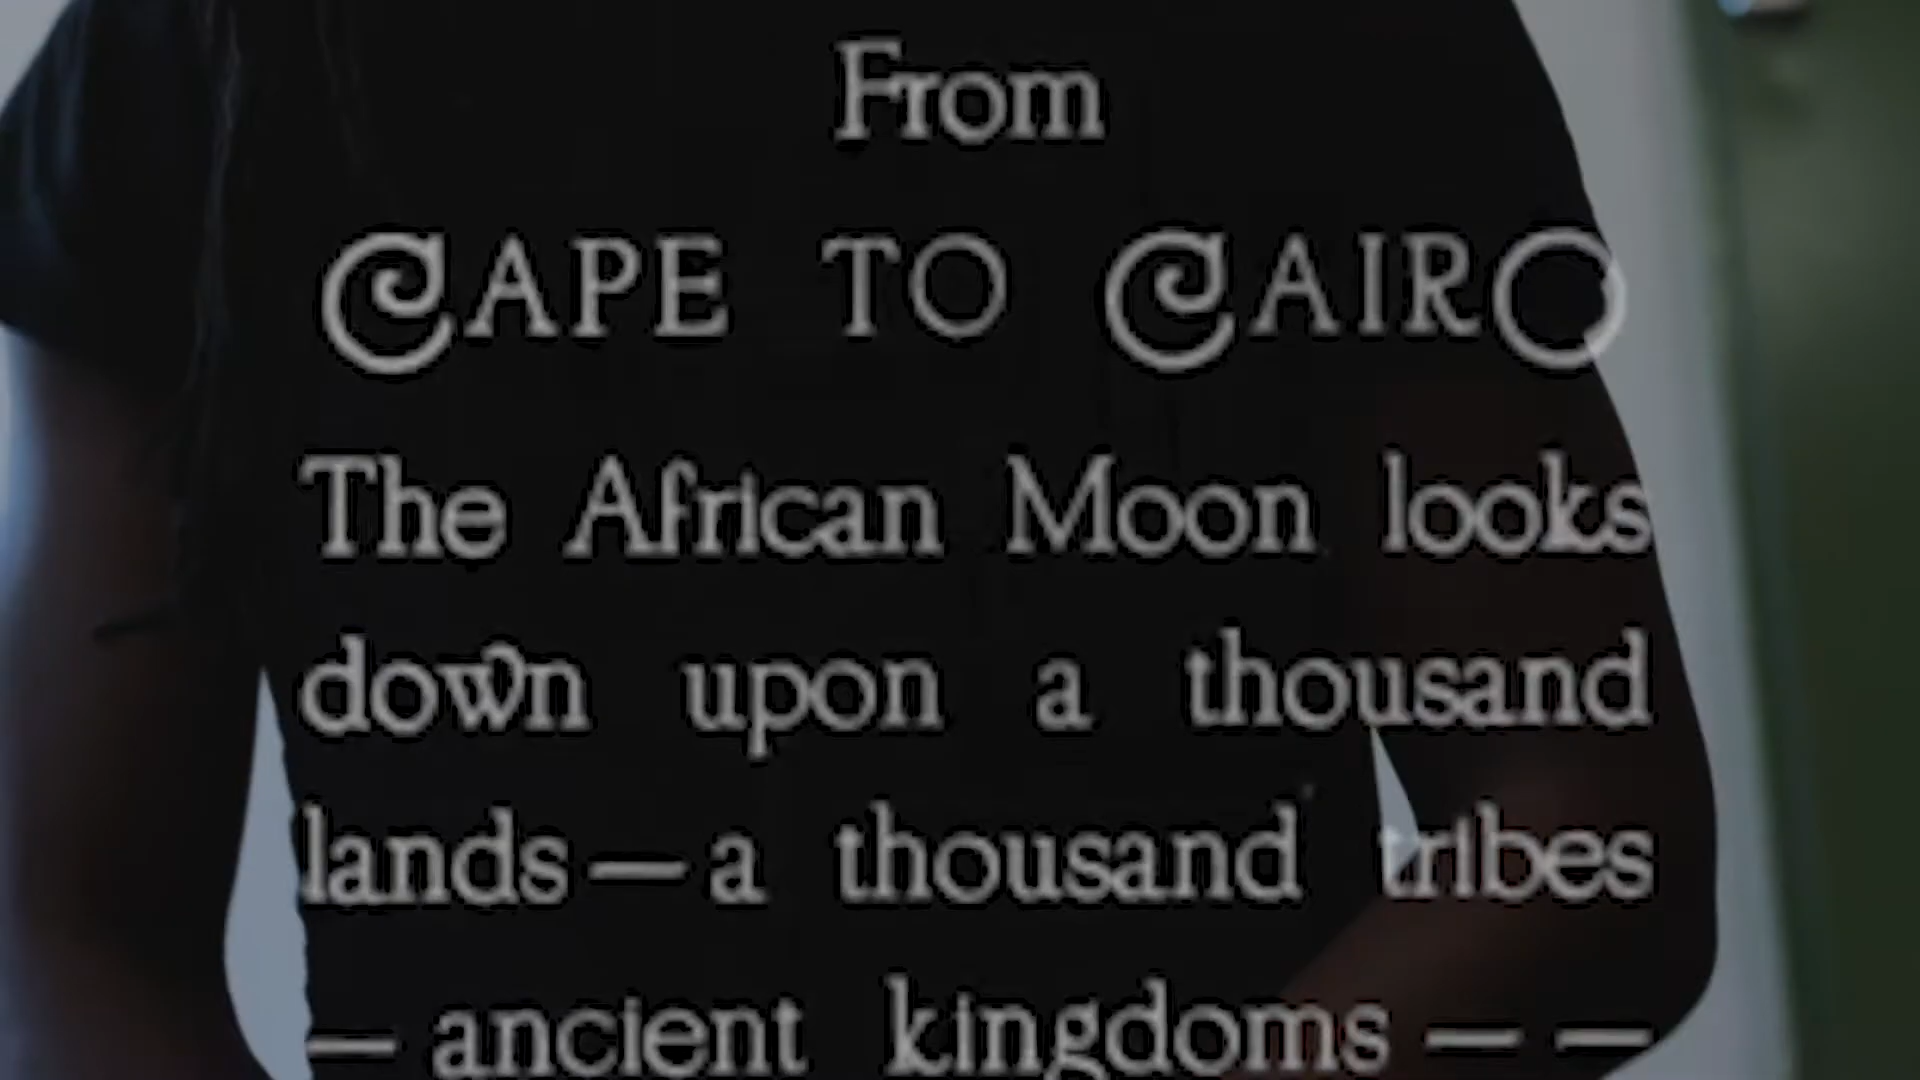 From
CAPE TO CAIRO
The African Moon looks
down upon a thousand
lands — a thousand tribes
— ancient kingdoms — —